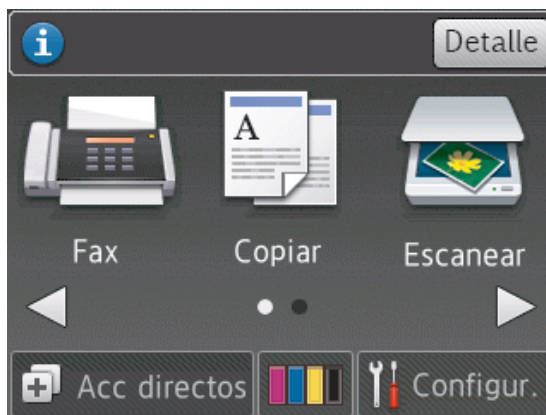 Detalle
A
Fax
Copiar
Escanear
Acc directos
Configur.